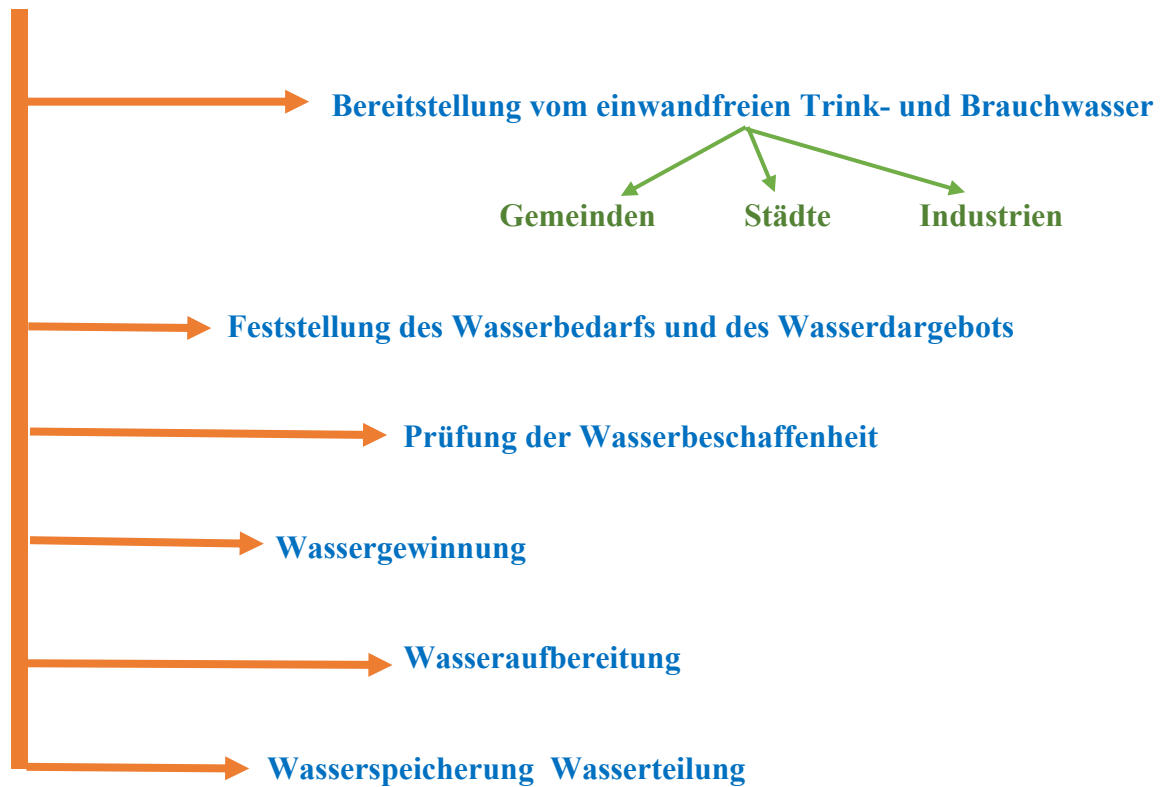 Bereitstellung vom einwandfreien Trink- und Brauchwasser
Gemeinden Städte Industrien
Feststellung des Wasserbedarfs und des Wasserdargebots
Prüfung der Wasserbeschaffenheit
Wassergewinnung
Wasseraufbereitung
Wasserspeicherung Wasserteilung